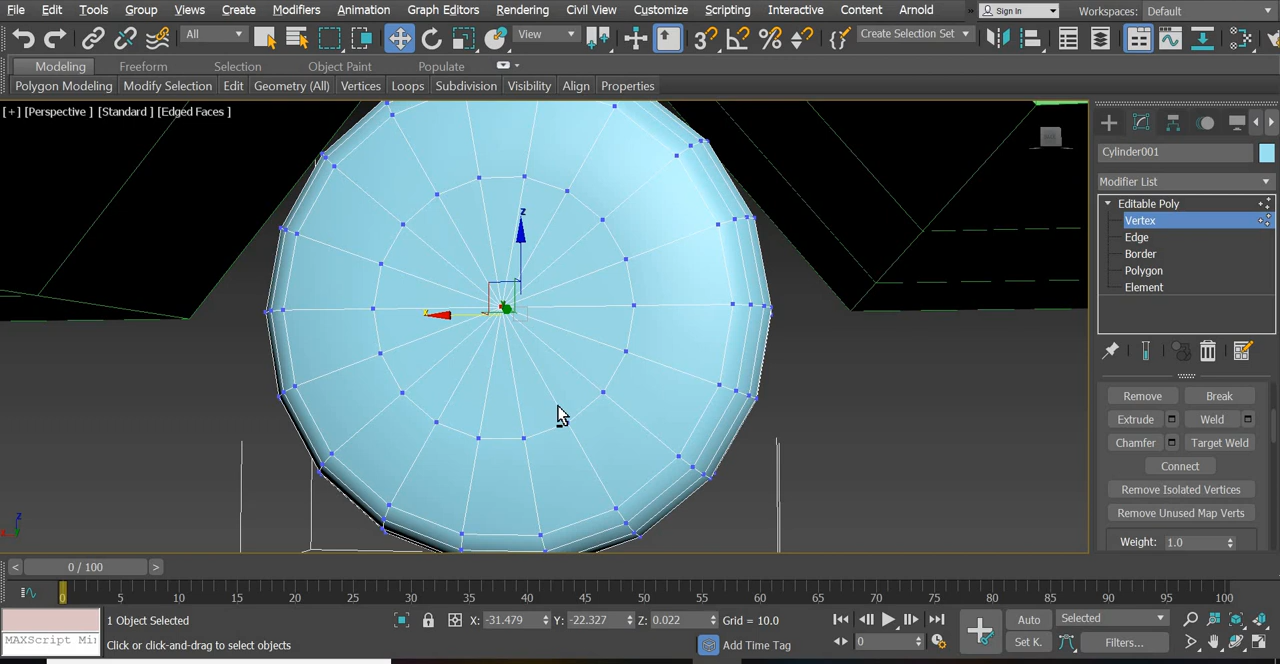 File Edit Tools Group Views Create Modifiers Animation Graph Editors Rendering Civil View Customize Scripting Interactive Content Arnold » Sign In Workspaces: Default
All View Create Selection Set
Modeling Freeform Selection Object Paint Populate
Polygon Modeling Modify Selection Edit Geometry (All) Vertices Loops Subdivision Visibility Align Properties
[+] [Perspective ] [Standard ] [Edged Faces ]
Cylinder001
Modifier List
Editable Poly
Vertex
Edge
Border
Polygon
Element
Remove Break
Extrude Weld
Chamfer Target Weld
Connect
Remove Isolated Vertices
Remove Unused Map Verts
Weight: 1.0
z
x
z
x y
< 0 / 100 >
0 5 10 15 20 25 30 35 40 45 50 55 60 65 70 75 80 85 90 95 100
1 Object Selected X: -31.479 Y: -22.327 Z: 0.022 Grid = 10.0 Auto Selected
MAXScript Mi Click or click-and-drag to select objects Add Time Tag 0 Set K. Filters...